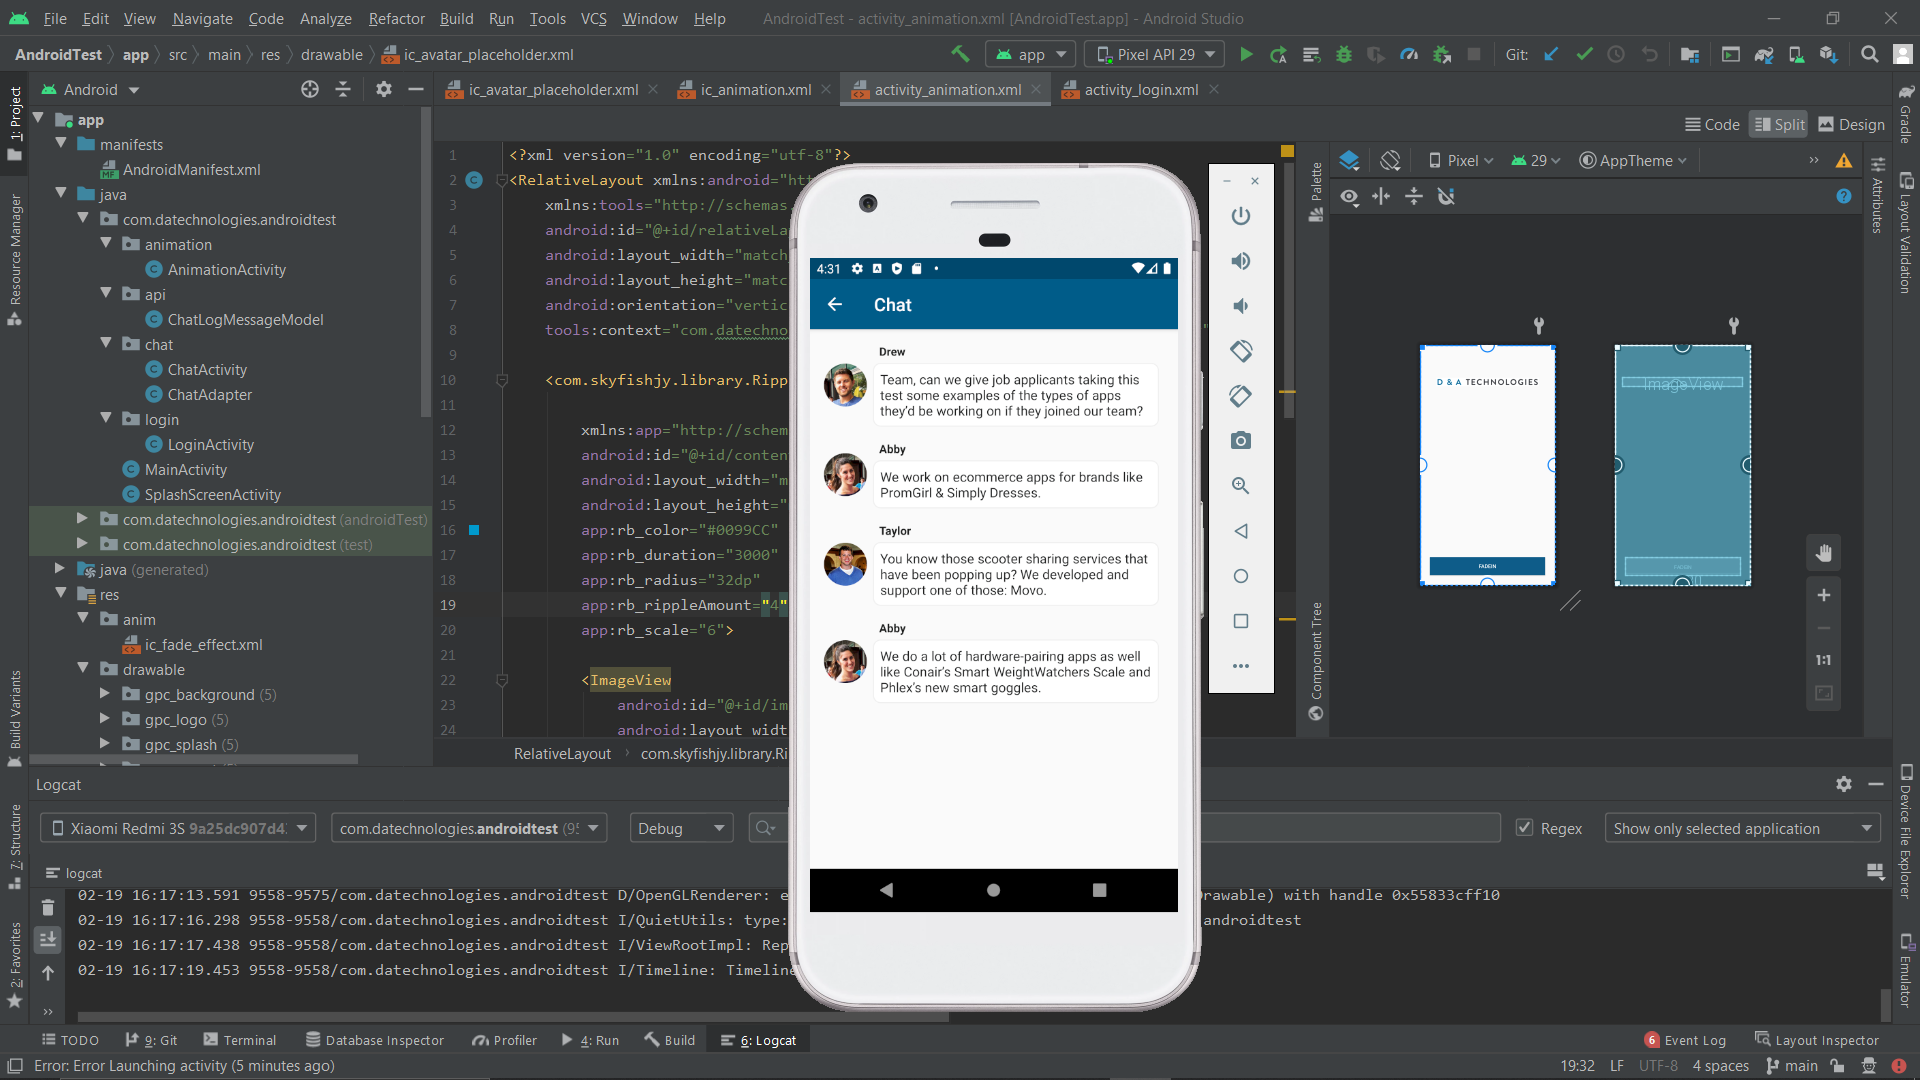 File Edit View Navigate Code Analyze Refactor Build Run Tools VCS Window Help AndroidTest - activity_animation.xml [AndroidTest.app] - Android Studio
AndroidTest app src main res drawable ic_avatar_placeholder.xml app Pixel API 29 Git:
1: Project
Resource Manager
Build Variants
7: Structure
2: Favorites
Android
app
manifests
AndroidManifest.xml
java
com.datechnologies.androidtest
animation
AnimationActivity
api
ChatLogMessageModel
chat
ChatActivity
ChatAdapter
login
LoginActivity
MainActivity
SplashScreenActivity
com.datechnologies.androidtest (androidTest)
com.datechnologies.androidtest (test)
java (generated)
res
anim
ic_fade_effect.xml
drawable
gpc_background (5)
gpc_logo (5)
gpc_splash (5)
ic_avatar_placeholder.xml ic_animation.xml activity_animation.xml activity_login.xml
Code Split Design
1 <?xml version="1.0" encoding="utf-8"?>
2 <RelativeLayout xmlns:android="htt
3 xmlns:tools="http://schemas.
4 android:id="@+id/relativeLa
5 android:layout_width="match
6 android:layout_height="matc
7 android:orientation="vertic
8 tools:context="com.datechno "
9
10 <com.skyfishjy.library.Ripp
11
12 xmlns:app="http://schem
13 android:id="@+id/conten
14 android:layout_width="m
15 android:layout_height="
16 app:rb_color="#0099CC"
17 app:rb_duration="3000"
18 app:rb_radius="32dp"
19 app:rb_rippleAmount="4"
20 app:rb_scale="6">
21
22 <ImageView
23 android:id="@+id/im
24 android:layout_widt
RelativeLayout com.skyfishjy.library.Ri
4:31
Chat
Drew
Team, can we give job applicants taking this
test some examples of the types of apps
they'd be working on if they joined our team?
Abby
We work on ecommerce apps for brands like
PromGirl & Simply Dresses.
Taylor
You know those scooter sharing services that
have been popping up? We developed and
support one of those: Movo.
Abby
We do a lot of hardware-pairing apps as well
like Conair's Smart WeightWatchers Scale and
Phlex's new smart goggles.
Palette
Component Tree
Pixel 29 AppTheme
D & A TECHNOLOGIES
FADEIN
ImageView
1:1
Gradle
Attributes
Layout Validation
Device File Explorer
Emulator
Logcat
Xiaomi Redmi 3S 9a25dc907d4 com.datechnologies.androidtest (95 Debug Regex Show only selected application
logcat
02-19 16:17:13.591 9558-9575/com.datechnologies.androidtest D/OpenGLRenderer: e rawable) with handle 0x55833cff10
02-19 16:17:16.298 9558-9558/com.datechnologies.androidtest I/QuietUtils: type: androidtest
02-19 16:17:17.438 9558-9558/com.datechnologies.androidtest I/ViewRootImpl: Rep
02-19 16:17:19.453 9558-9558/com.datechnologies.androidtest I/Timeline: Timeline
TODO 9: Git Terminal Database Inspector Profiler 4: Run Build 6: Logcat 6 Event Log Layout Inspector
Error: Error Launching activity (5 minutes ago) 19:32 LF UTF-8 4 spaces main